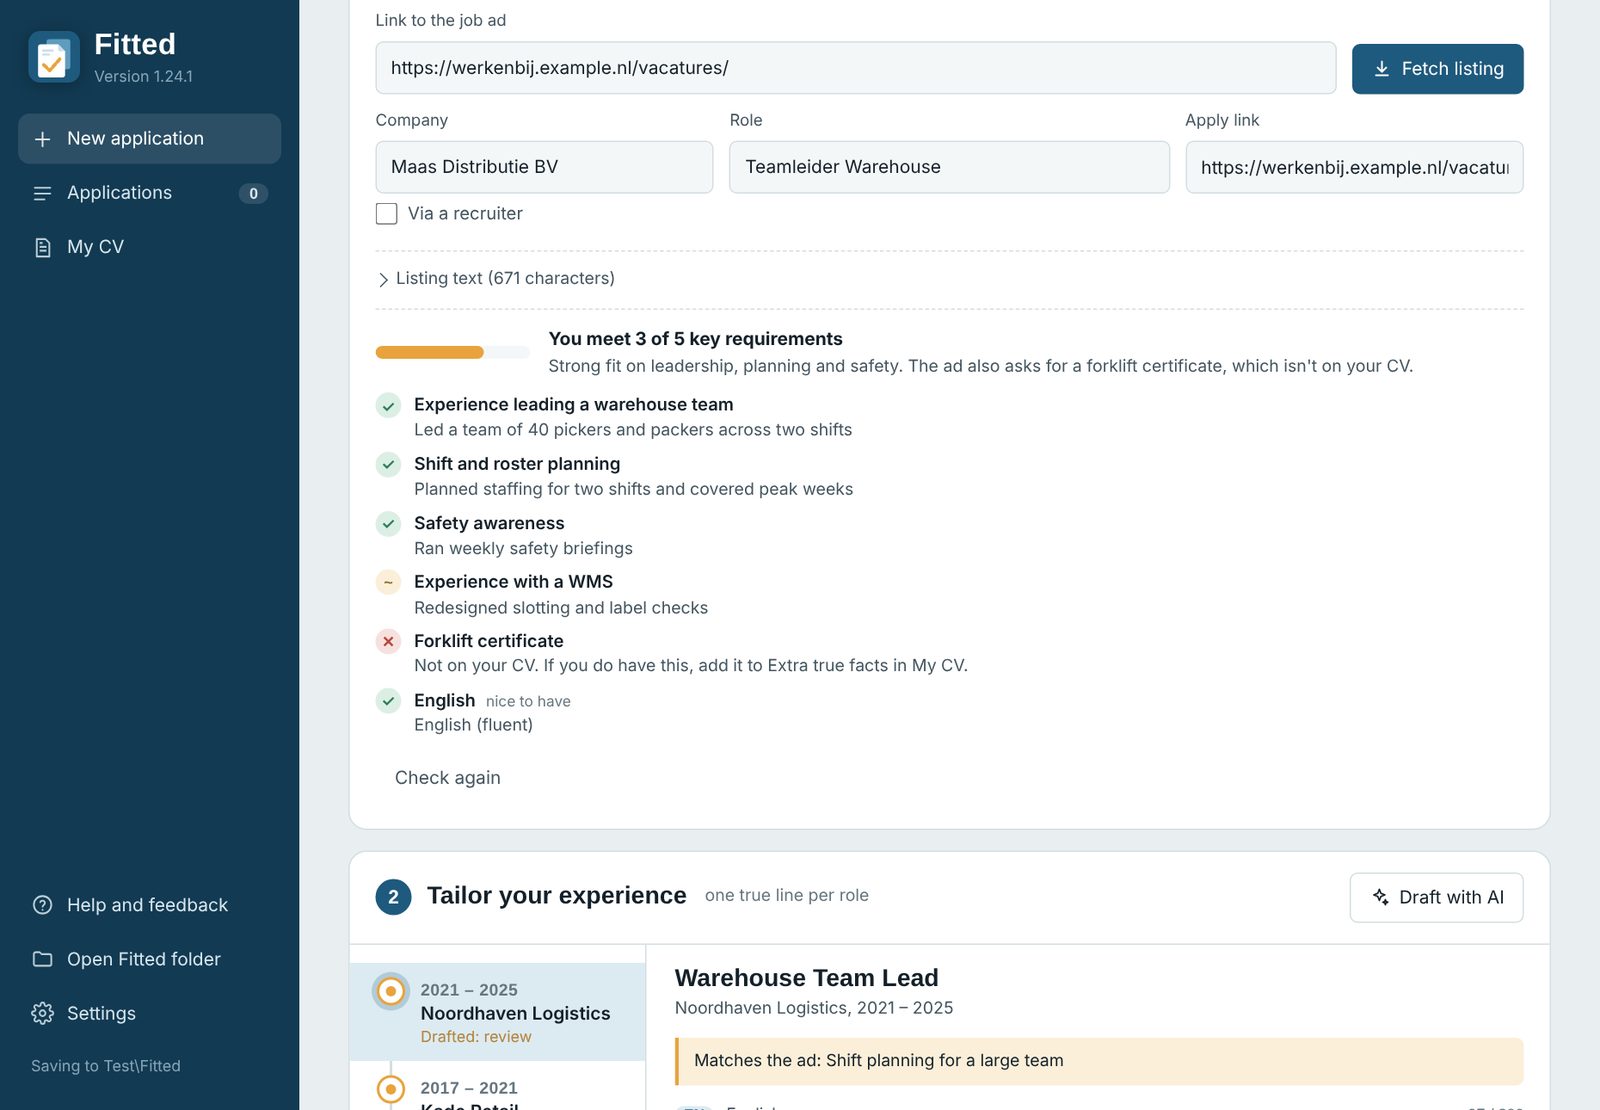 Fitted
Version 1.24.1
New application
Applications 0
My CV
Help and feedback
Open Fitted folder
Settings
Saving to Test\Fitted
Link to the job ad
https://werkenbij.example.nl/vacatures/
Fetch listing
Company
Role
Apply link
Maas Distributie BV
Teamleider Warehouse
https://werkenbij.example.nl/vacatur
Via a recruiter
Listing text (671 characters)
You meet 3 of 5 key requirements
Strong fit on leadership, planning and safety. The ad also asks for a forklift certificate, which isn't on your CV.
Experience leading a warehouse team
Led a team of 40 pickers and packers across two shifts
Shift and roster planning
Planned staffing for two shifts and covered peak weeks
Safety awareness
Ran weekly safety briefings
~ Experience with a WMS
Redesigned slotting and label checks
Forklift certificate
Not on your CV. If you do have this, add it to Extra true facts in My CV.
English nice to have
English (fluent)
Check again
2 Tailor your experience one true line per role
Draft with AI
2021 – 2025
Noordhaven Logistics
Drafted: review
2017 – 2021
Warehouse Team Lead
Noordhaven Logistics, 2021 – 2025
Matches the ad: Shift planning for a large team